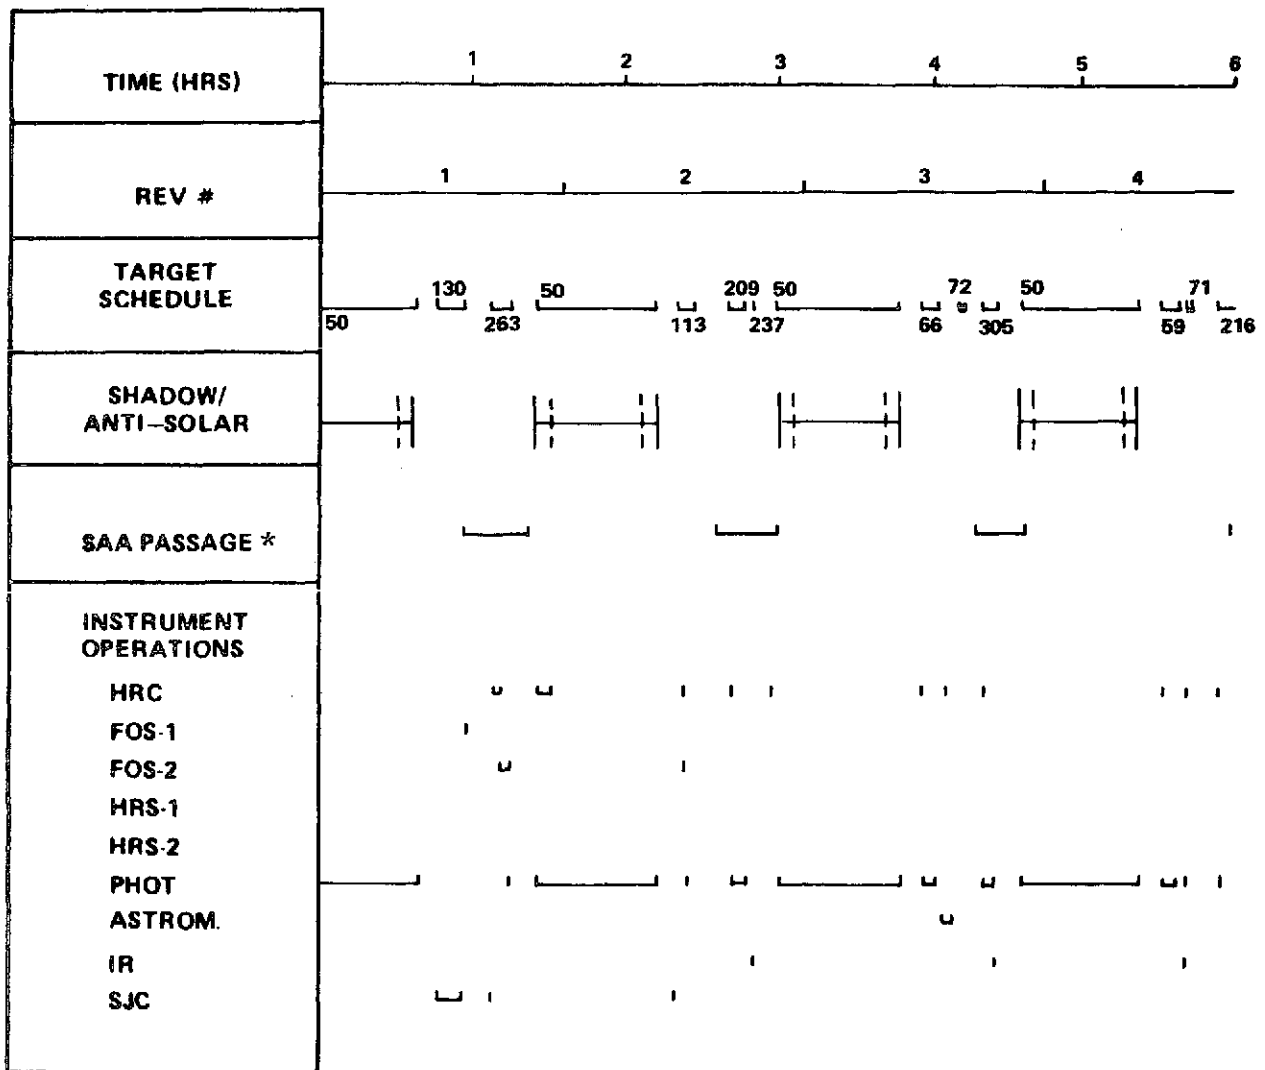 TIME (HRS)
1 2 3 4 5 6
REV #
1 2 3 4
TARGET
SCHEDULE
130 50 209 50 72 50 71
50 263 113 237 66 305 59 216
SHADOW/
ANTI-SOLAR
SAA PASSAGE *
INSTRUMENT
OPERATIONS
HRC
FOS-1
FOS-2
HRS-1
HRS-2
PHOT
ASTROM.
IR
SJC